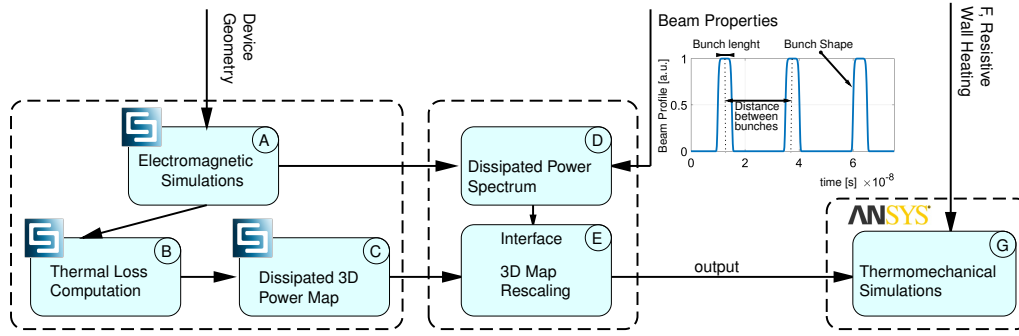 Device
Geometry
Beam Properties
F, Resistive
Wall Heating
Bunch lenght
Bunch Shape
Beam Profile [a.u.]
1
0.5
0
Distance
between
bunches
0
2
4
6
time [s] ×10⁻⁸
A
Electromagnetic
Simulations
B
Thermal Loss
Computation
C
Dissipated 3D
Power Map
D
Dissipated Power
Spectrum
Interface
E
3D Map
Rescaling
output
ANSYS
G
Thermomechanical
Simulations